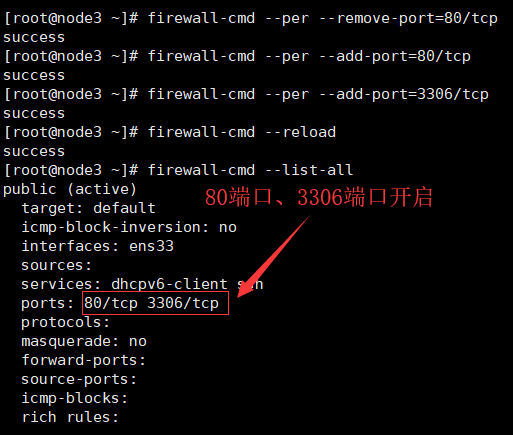 [root@node3 ~]# firewall-cmd --per --remove-port=80/tcp
success
[root@node3 ~]# firewall-cmd --per --add-port=80/tcp
success
[root@node3 ~]# firewall-cmd --per --add-port=3306/tcp
success
[root@node3 ~]# firewall-cmd --reload
success
[root@node3 ~]# firewall-cmd --list-all
public (active)
80端口、3306端口开启
target: default
icmp-block-inversion: no
interfaces: ens33
sources:
services: dhcpv6-client
ports: 80/tcp 3306/tcp
protocols:
masquerade: no
forward-ports:
source-ports:
icmp-blocks:
rich rules: